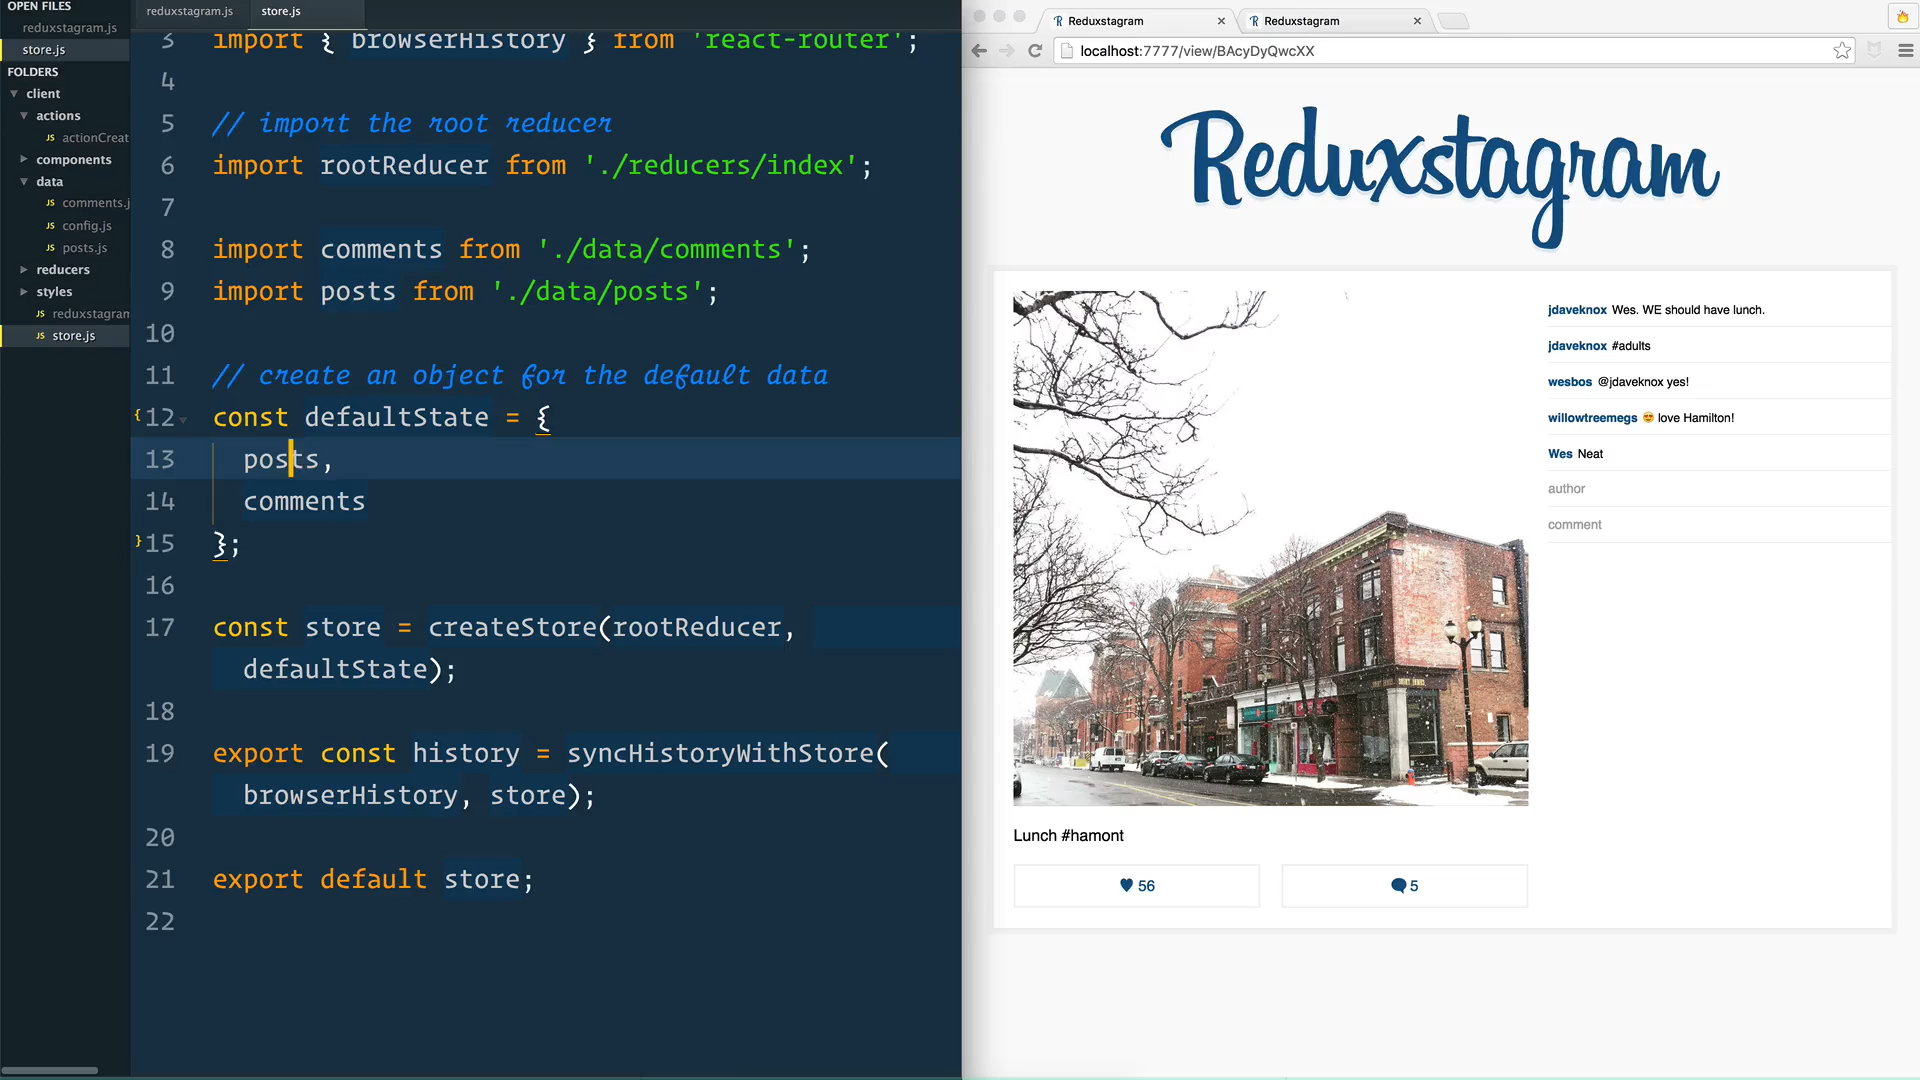 OPEN FILES
reduxstagram.js
store.js
FOLDERS
client
actions
actionCreat
components
data
comments.j
config.js
posts.js
reducers
styles
reduxstagram
store.js
reduxstagram.js
store.js
3 import { browserHistory } from 'react-router';
4
5 // import the root reducer
6 import rootReducer from './reducers/index';
7
8 import comments from './data/comments';
9 import posts from './data/posts';
10
11 // create an object for the default data
12 const defaultState = {
13 posts,
14 comments
15 };
16
17 const store = createStore(rootReducer,
defaultState);
18
19 export const history = syncHistoryWithStore(
browserHistory, store);
20
21 export default store;
22
Reduxstagram
Reduxstagram
localhost:7777/view/BAcyDyQwcXX
Reduxstagram
jdaveknox Wes. WE should have lunch.
jdaveknox #adults
wesbos @jdaveknox yes!
willowtreemegs 😍 love Hamilton!
Wes Neat
author
comment
Lunch #hamont
56
5